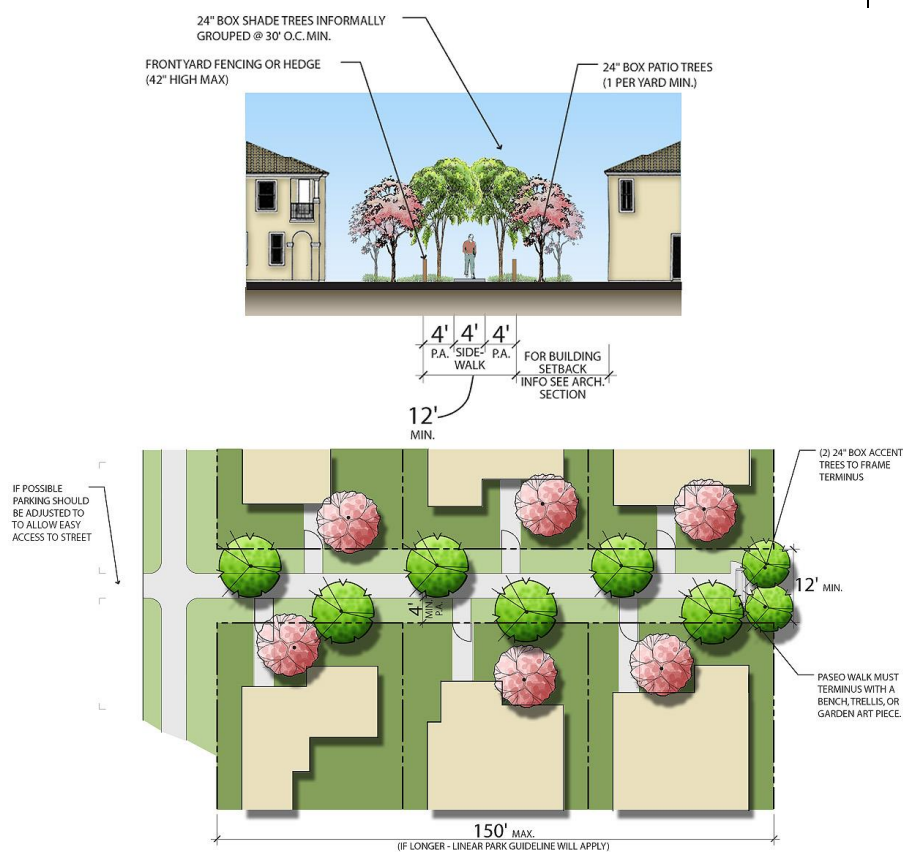 24" BOX SHADE TREES INFORMALLY
GROUPED @ 30' O.C. MIN.
FRONT YARD FENCING OR HEDGE
(42" HIGH MAX)
24" BOX PATIO TREES
(1 PER YARD MIN.)
4' 4' 4'
P.A. SIDE- P.A.
WALK
FOR BUILDING
SETBACK
INFO SEE ARCH.
SECTION
12'
MIN.
(2) 24" BOX ACCENT
TREES TO FRAME
TERMINUS
IF POSSIBLE
PARKING SHOULD
BE ADJUSTED TO
TO ALLOW EASY
ACCESS TO STREET
12' MIN.
4'
MIN.
P.A.
PASEO WALK MUST
TERMINUS WITH A
BENCH, TRELLIS, OR
GARDEN ART PIECE.
150' MAX.
(IF LONGER - LINEAR PARK GUIDELINE WILL APPLY)